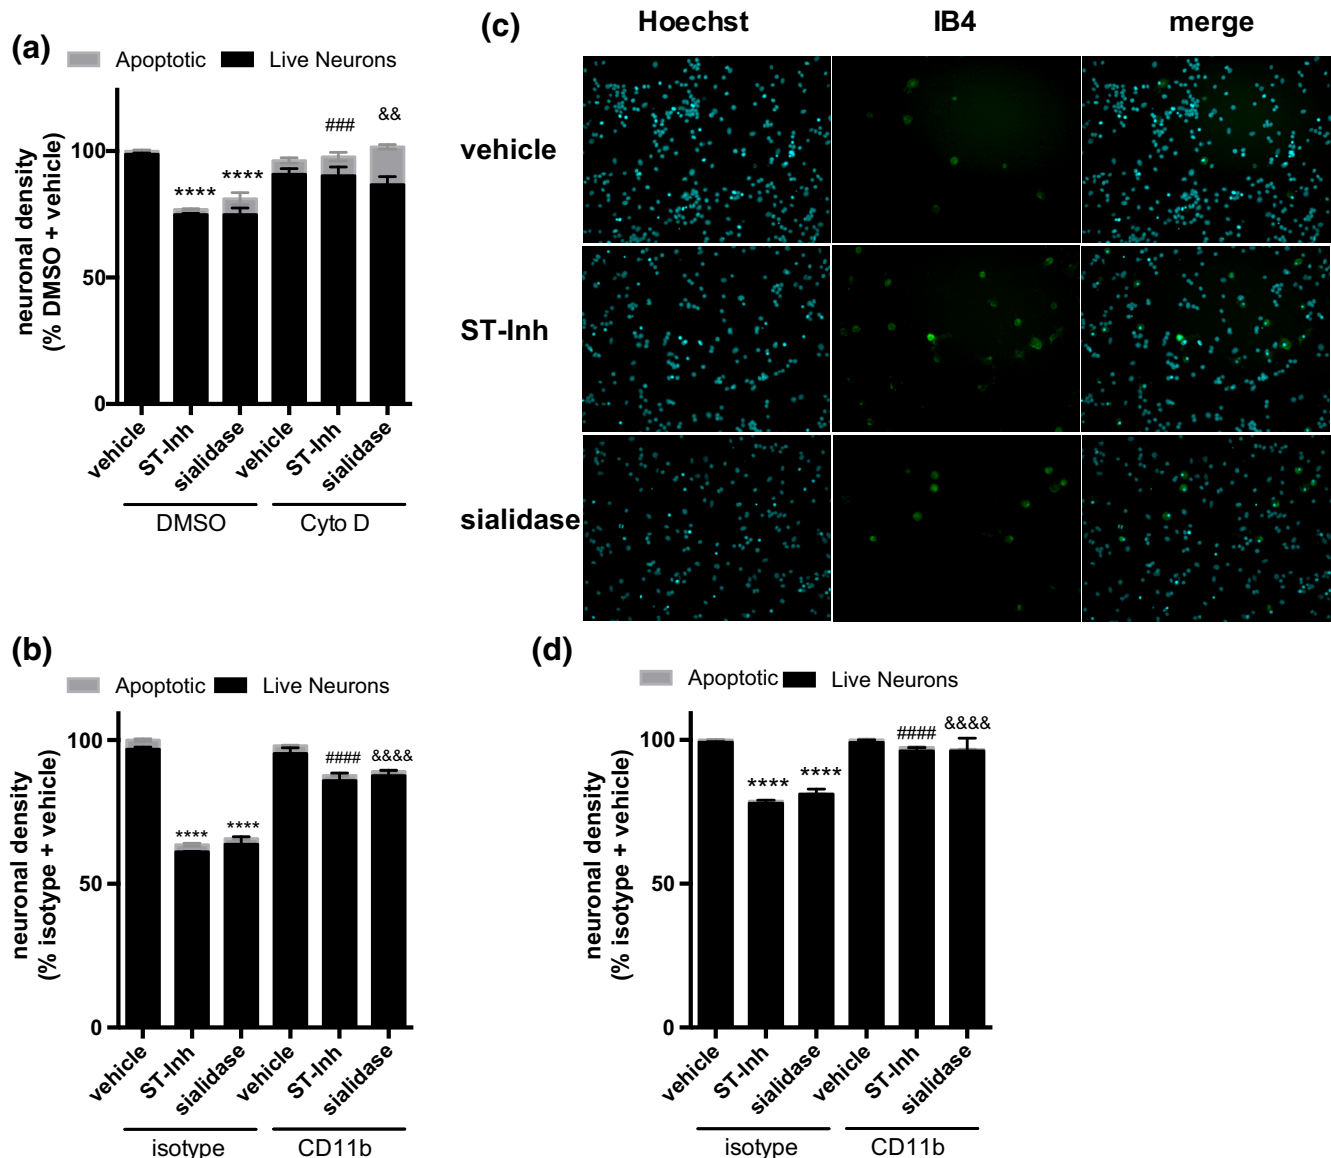 (a)
Apoptotic Live Neurons
neuronal density
(% DMSO + vehicle)
100
50
0
****
****
###
&&
vehicle
ST-Inh
sialidase
vehicle
ST-Inh
sialidase
DMSO
Cyto D
(c)
Hoechst IB4 merge
vehicle
ST-Inh
sialidase
(b)
Apoptotic Live Neurons
neuronal density
(% isotype + vehicle)
100
50
0
****
****
####
&&&&
vehicle
ST-Inh
sialidase
vehicle
ST-Inh
sialidase
isotype
CD11b
(d)
Apoptotic Live Neurons
neuronal density
(% isotype + vehicle)
100
50
0
****
****
####
&&&&
vehicle
ST-Inh
sialidase
vehicle
ST-Inh
sialidase
isotype
CD11b